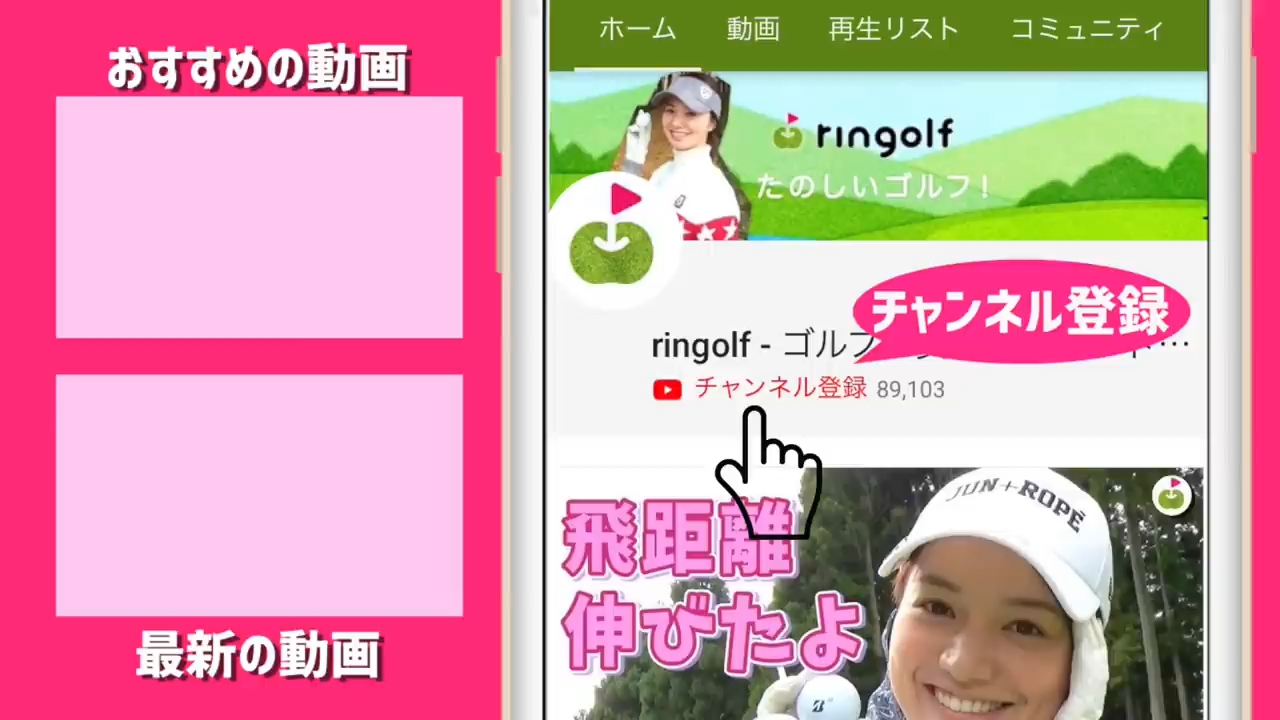 おすすめの動画
最新の動画
ホーム 動画 再生リスト コミュニティ
ringolf
たのしいゴルフ!
チャンネル登録
ringolf - ゴルフ
チャンネル登録 89,103
飛距離
伸びたよ
JUN+ROPÉ
B